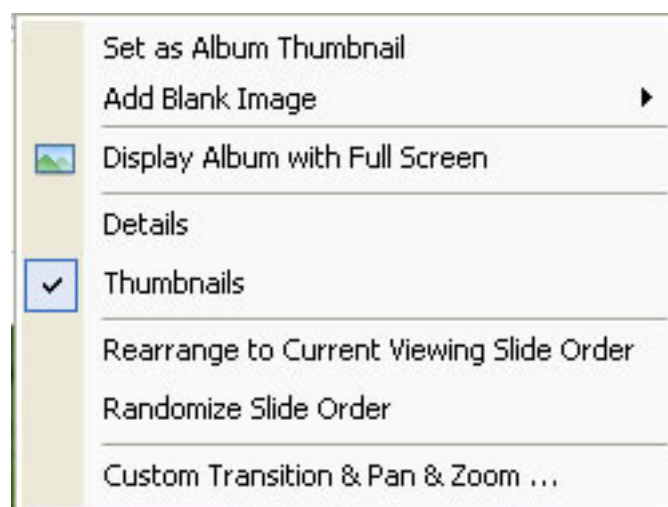 Set as Album Thumbnail
Add Blank Image
Display Album with Full Screen
Details
Thumbnails
Rearrange to Current Viewing Slide Order
Randomize Slide Order
Custom Transition & Pan & Zoom ...